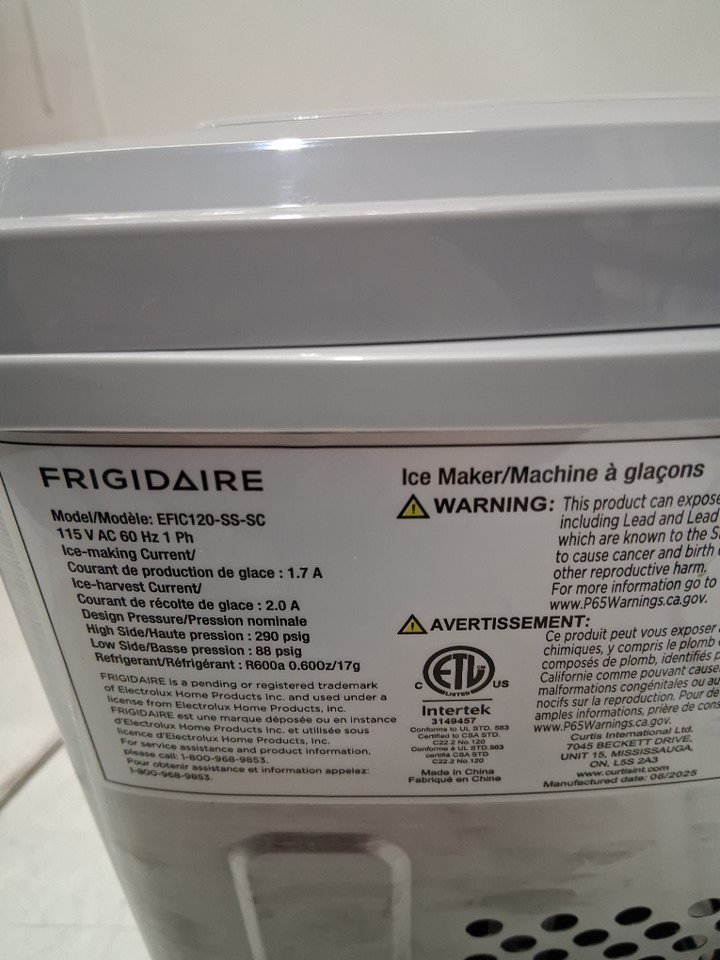 FRIGIDAIRE
Model/Modèle: EFIC120-SS-SC
115 V AC 60 Hz 1 Ph
Ice-making Current/
Courant de production de glace : 1.7 A
Ice-harvest Current/
Courant de récolte de glace : 2.0 A
Design Pressure/Pression nominale
High Side/Haute pression : 290 psig
Low Side/Basse pression : 88 psig
Refrigerant/Réfrigérant : R600a 0.60oz/17g
FRIGIDAIRE is a pending or registered trademark
of Electrolux Home Products Inc. and used under a
license from Electrolux Home Products, Inc.
FRIGIDAIRE est une marque déposée ou en instance
d'Electrolux Home Products Inc. et utilisée sous
licence d'Electrolux Home Products, Inc.
For service assistance and product information,
please call: 1-800-968-9853.
Pour obtenir assistance et information appelez:
1-800-968-9853.
Ice Maker/Machine à glaçons
WARNING: This product can expose
including Lead and Lead
which are known to the
to cause cancer and birth
other reproductive harm.
For more information go to
www.P65Warnings.ca.gov.
AVERTISSEMENT:
Ce produit peut vous exposer
chimiques, y compris le plomb
composés de plomb, identifiés
Californie comme pouvant
malformations congénitales ou
nocifs sur la reproduction. Pour
amples informations, prière de
www.P65Warnings.ca.gov.
C ETL CM LISTED US
Intertek
3149457
Conforms to UL STD. 563
Certified to CSA STD.
C22.2 No.120
Conforme à UL STD.563
certifié CSA STD
C22.2 No.120
Made in China
Fabriqué en Chine
Curtis International Ltd.
7045 BECKETT DRIVE,
UNIT 15, MISSISSAUGA,
ON, L5S 2A3
www.curtisint.com
Manufactured date: 06/2025